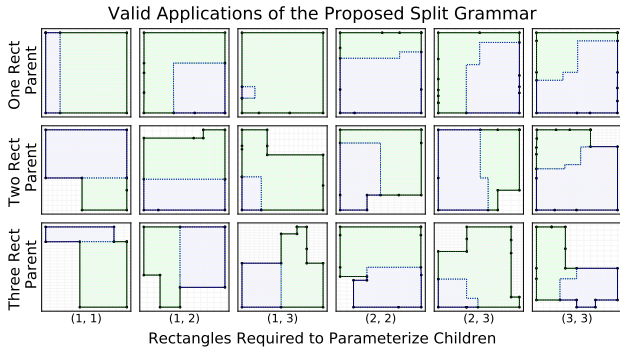 Valid Applications of the Proposed Split Grammar
One Rect
Parent
Two Rect
Parent
Three Rect
Parent
(1, 1)
(1, 2)
(1, 3)
(2, 2)
(2, 3)
(3, 3)
Rectangles Required to Parameterize Children